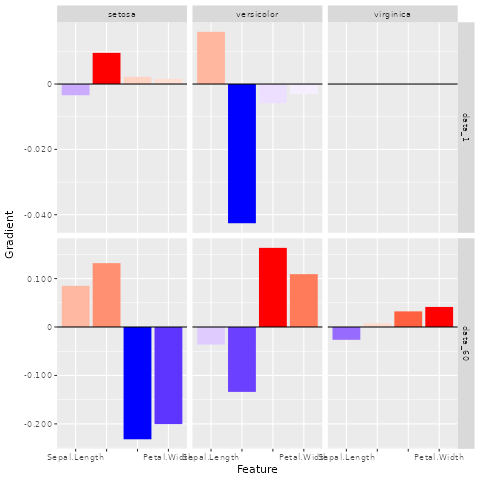 setosa versicolor virginica
0
-0.020
-0.040
data_1
0.100
0
-0.100
-0.200
data_60
Sepal.Length Petal.Width Sepal.Length Petal.Width Sepal.Length Petal.Width
Feature
Gradient